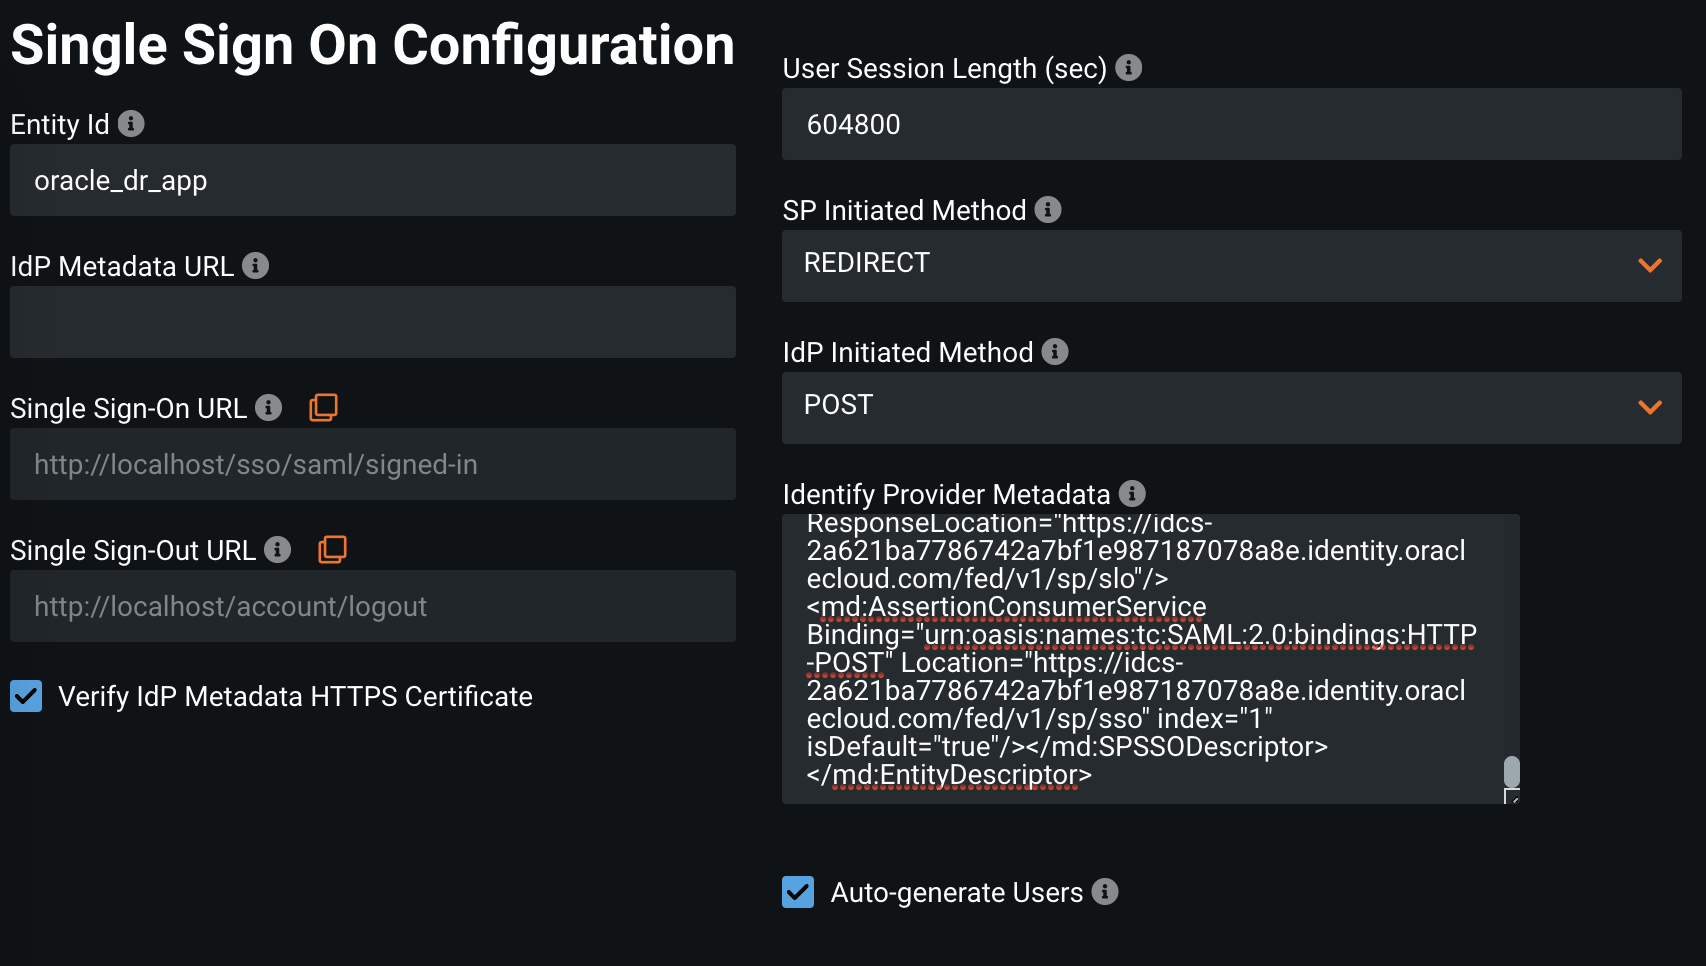 Single Sign On Configuration
Entity Id
oracle_dr_app
IdP Metadata URL
Single Sign-On URL
http://localhost/sso/saml/signed-in
Single Sign-Out URL
http://localhost/account/logout
Verify IdP Metadata HTTPS Certificate
User Session Length (sec)
604800
SP Initiated Method
REDIRECT
IdP Initiated Method
POST
Identify Provider Metadata
ResponseLocation="https://idcs-
2a621ba7786742a7bf1e987187078a8e.identity.oracl
ecloud.com/fed/v1/sp/slo"/>
<md:AssertionConsumerService
Binding="urn:oasis:names:tc:SAML:2.0:bindings:HTTP
-POST" Location="https://idcs-
2a621ba7786742a7bf1e987187078a8e.identity.oracl
ecloud.com/fed/v1/sp/sso" index="1"
isDefault="true"/></md:SPSSODescriptor>
</md:EntityDescriptor>
Auto-generate Users